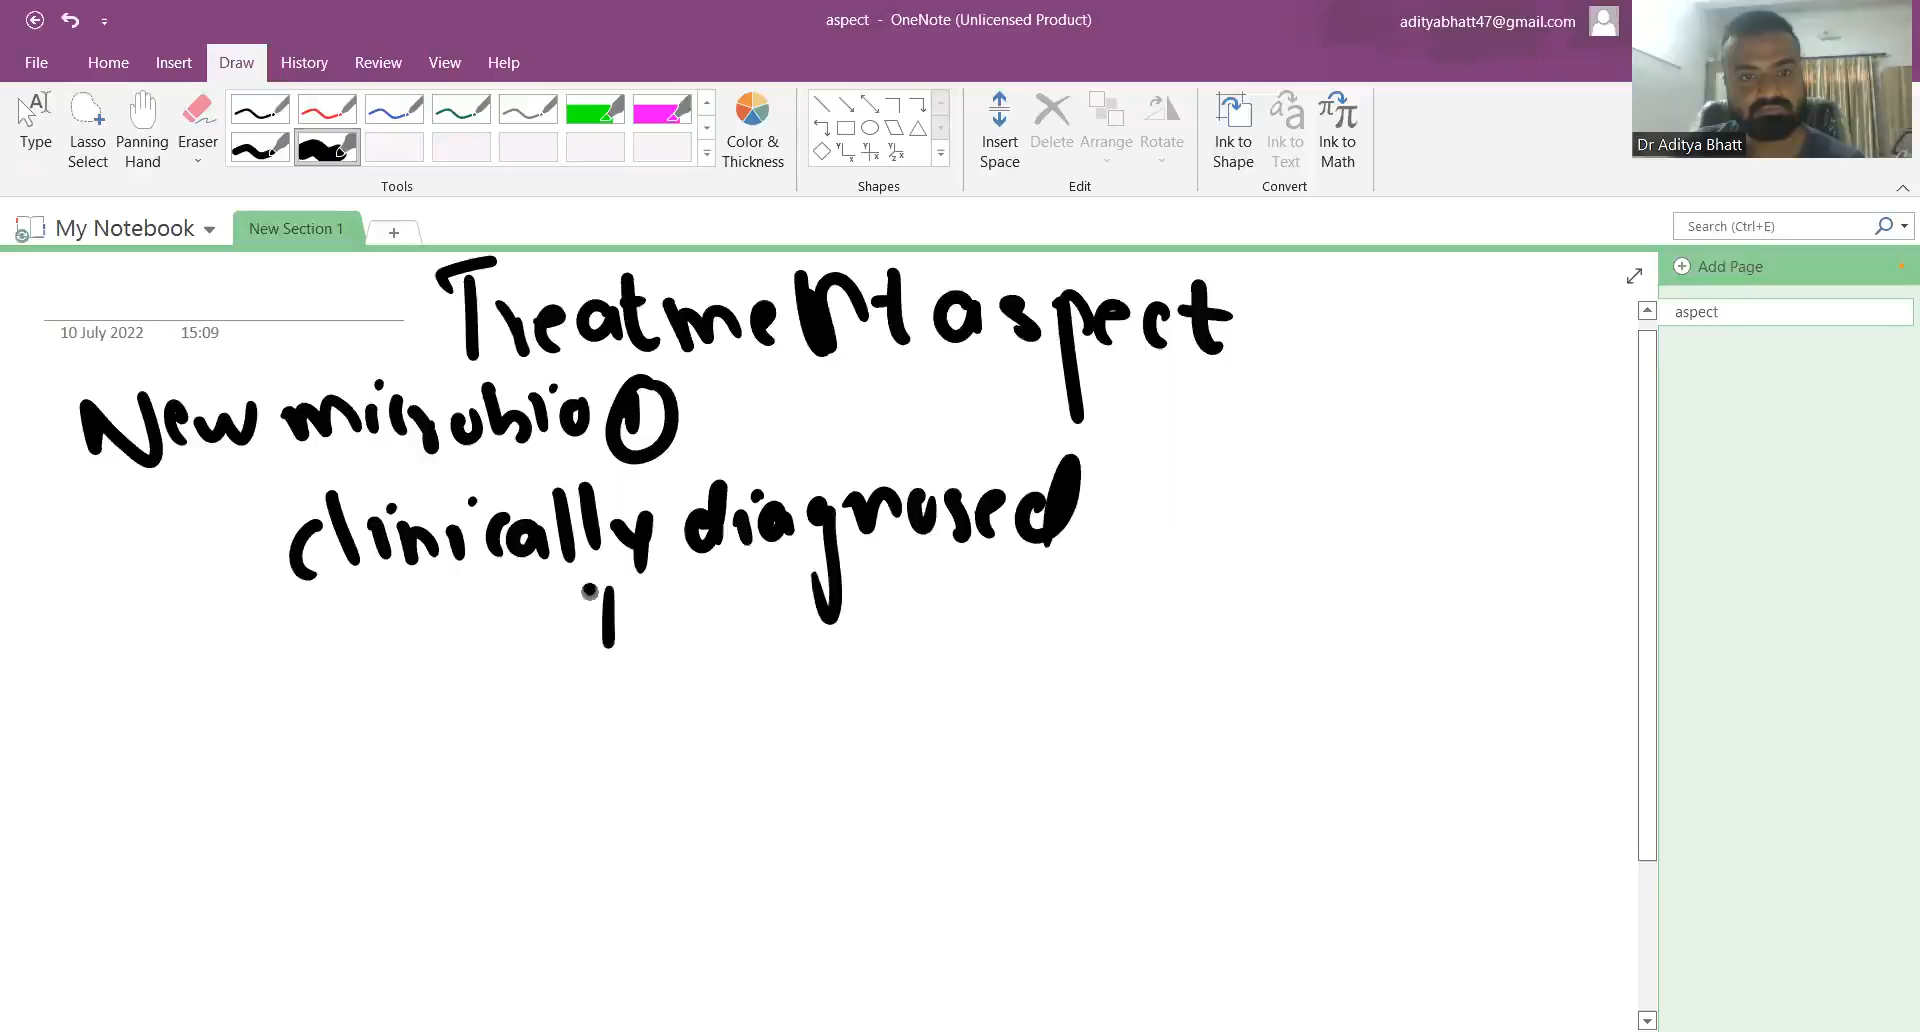 aspect - OneNote (Unlicensed Product)
adityabhatt47@gmail.com
File Home Insert Draw History Review View Help
Type
Lasso Select
Panning Hand
Eraser
Color & Thickness
Insert Space
Delete
Arrange
Rotate
Ink to Shape
Ink to Text
Ink to Math
Tools Shapes Edit Convert
Dr Aditya Bhatt
My Notebook
New Section 1
Search (Ctrl+E)
Add Page
aspect
10 July 2022 15:09
Treatment aspect
New microbio ①
clinically diagnosed